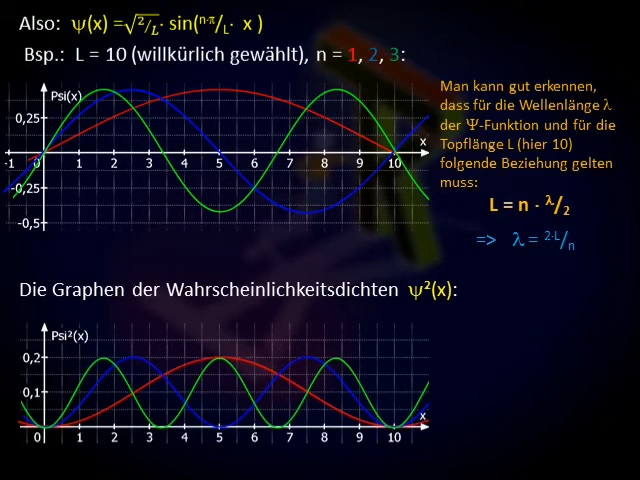 Also: ψ(x) =√²/L· sin(ⁿ·π/L· x )
Bsp.: L = 10 (willkürlich gewählt), n = 1, 2, 3:
Psi(x)
0,25
x
-1 0 1 2 3 4 5 6 7 8 9 10
-0,25
-0,5
Man kann gut erkennen,
dass für die Wellenlänge λ
der Ψ-Funktion und für die
Topflänge L (hier 10)
folgende Beziehung gelten
muss:
L = n · λ/2
=> λ = 2·L/n
Die Graphen der Wahrscheinlichkeitsdichten ψ²(x):
Psi²(x)
0,2
0,1
x
0 1 2 3 4 5 6 7 8 9 10